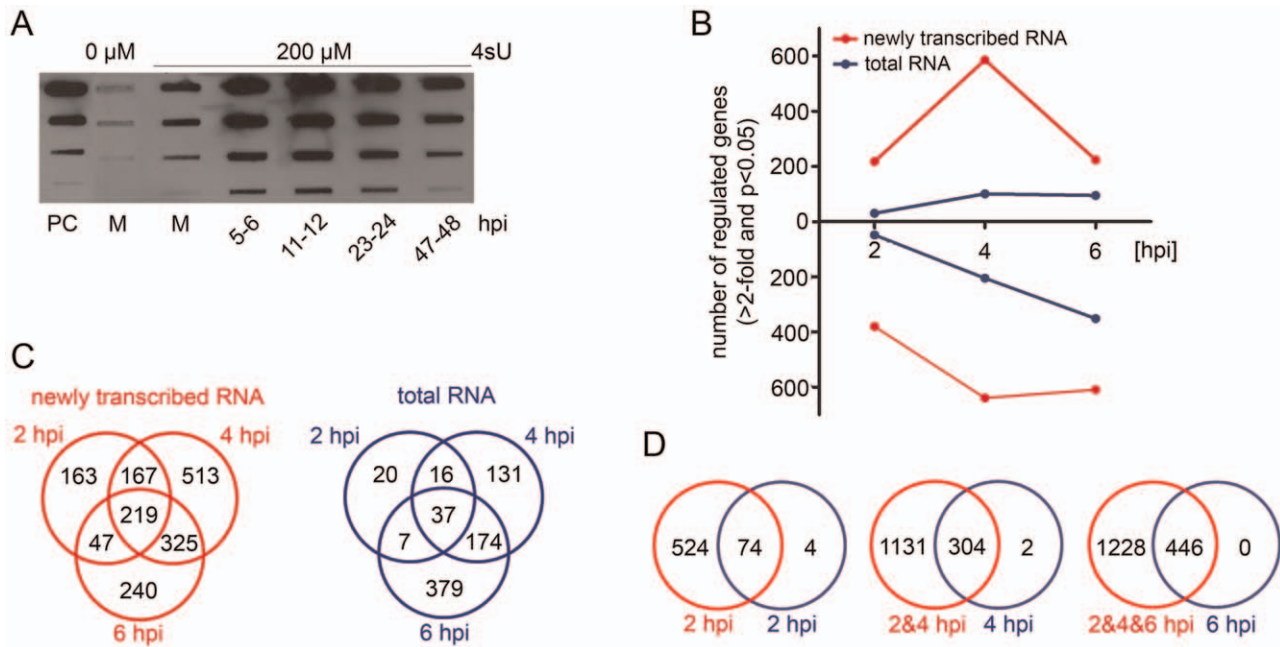 A
0 µM 200 µM 4sU
PC M M 5-6 11-12 23-24 47-48 hpi
B
newly transcribed RNA
total RNA
number of regulated genes
(>2-fold and p<0.05)
600
400
200
0
200
400
600
2 4 6 [hpi]
C
newly transcribed RNA
2 hpi 4 hpi
163 167 513
219
47 325
240
6 hpi
total RNA
2 hpi 4 hpi
20 16 131
37
7 174
379
6 hpi
D
524 74 4
2 hpi 2 hpi
1131 304 2
2&4 hpi 4 hpi
1228 446 0
2&4&6 hpi 6 hpi